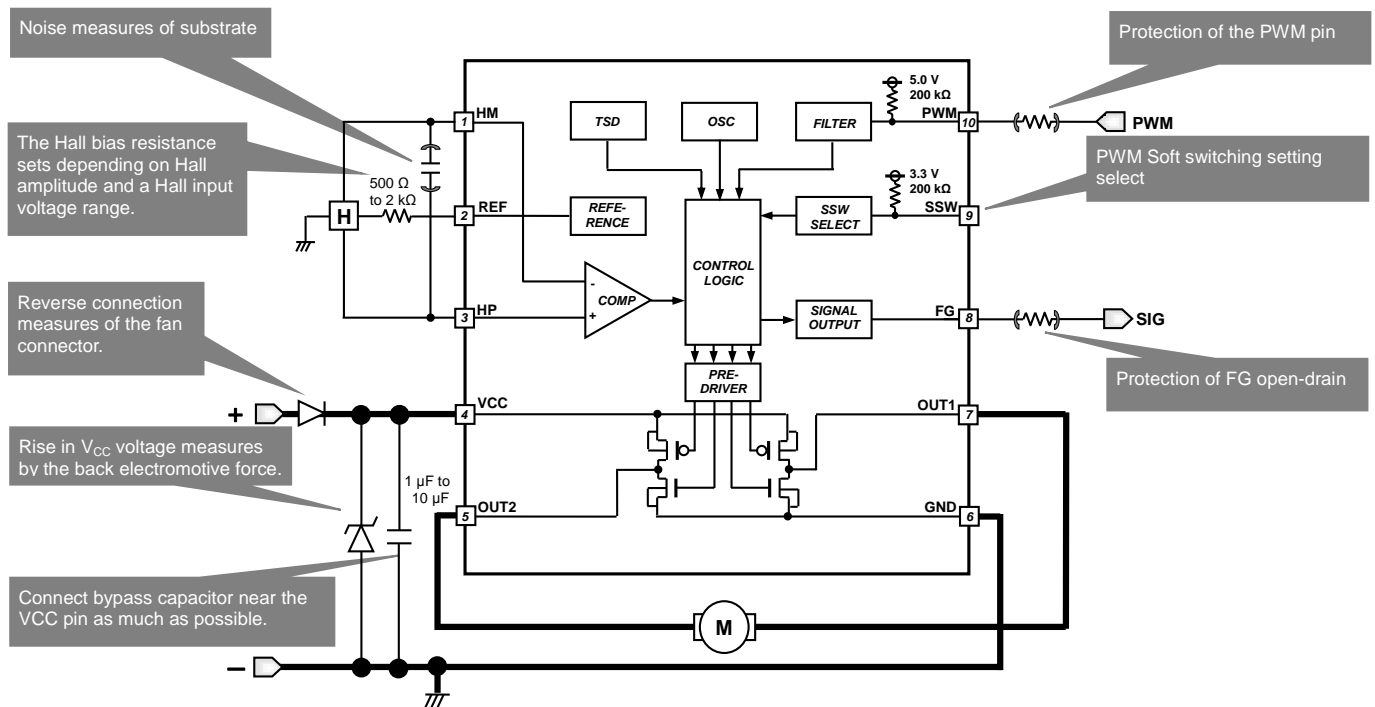 Noise measures of substrate
Protection of the PWM pin
The Hall bias resistance
sets depending on Hall
amplitude and a Hall input
voltage range.
PWM Soft switching setting
select
Reverse connection
measures of the fan
connector.
Rise in VCC voltage measures
by the back electromotive force.
Protection of FG open-drain
Connect bypass capacitor near the
VCC pin as much as possible.
500 Ω
to 2 kΩ
H
1
HM
2
REF
3
HP
4
VCC
5
OUT2
TSD
OSC
FILTER
5.0 V
200 kΩ
PWM
10
PWM
REFE-
RENCE
CONTROL
LOGIC
SSW
SELECT
3.3 V
200 kΩ
SSW
9
-
COMP
+
SIGNAL
OUTPUT
FG
8
SIG
PRE-
DRIVER
OUT1
7
GND
6
+
1 µF to
10 µF
M
–